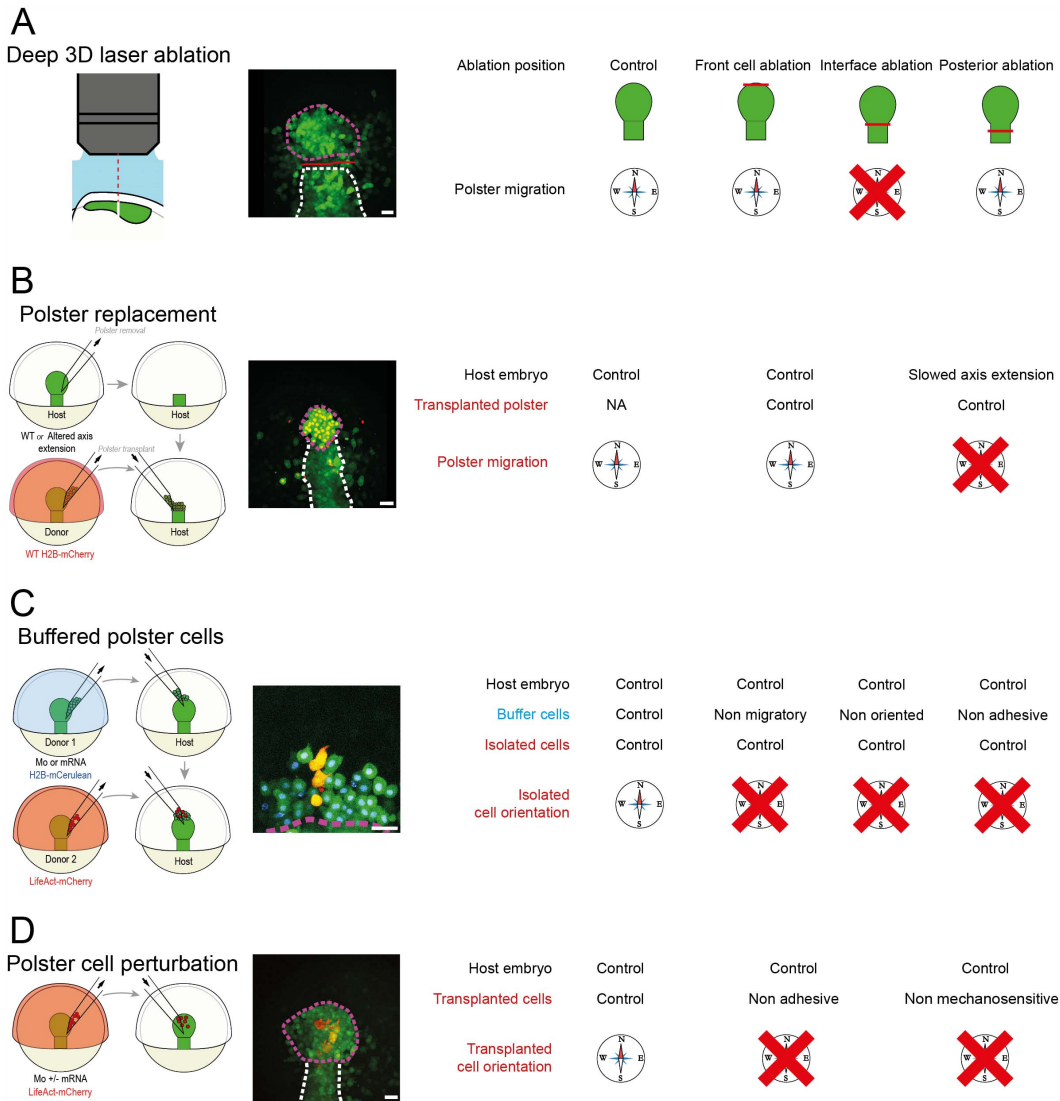 A
Deep 3D laser ablation
Ablation position Control Front cell ablation Interface ablation Posterior ablation
Polster migration
N W E S N W E S N W E S N W E S
B
Polster replacement
Polster removal
Host Host
WT or Altered axis
extension
Polster transplant
Donor Host
WT H2B-mCherry
Host embryo Control Control Slowed axis extension
Transplanted polster NA Control Control
Polster migration
N W E S N W E S N W E S
C
Buffered polster cells
Donor 1 Host
Mo or mRNA
H2B-mCerulean
Donor 2 Host
LifeAct-mCherry
Host embryo Control Control Control Control
Buffer cells Control Non migratory Non oriented Non adhesive
Isolated cells Control Control Control Control
Isolated
cell orientation
N W E S N W E S N W E S N W E S
D
Polster cell perturbation
Donor Host
Mo +/- mRNA
LifeAct-mCherry
Host embryo Control Control Control
Transplanted cells Control Non adhesive Non mechanosensitive
Transplanted
cell orientation
N W E S N W E S N W E S